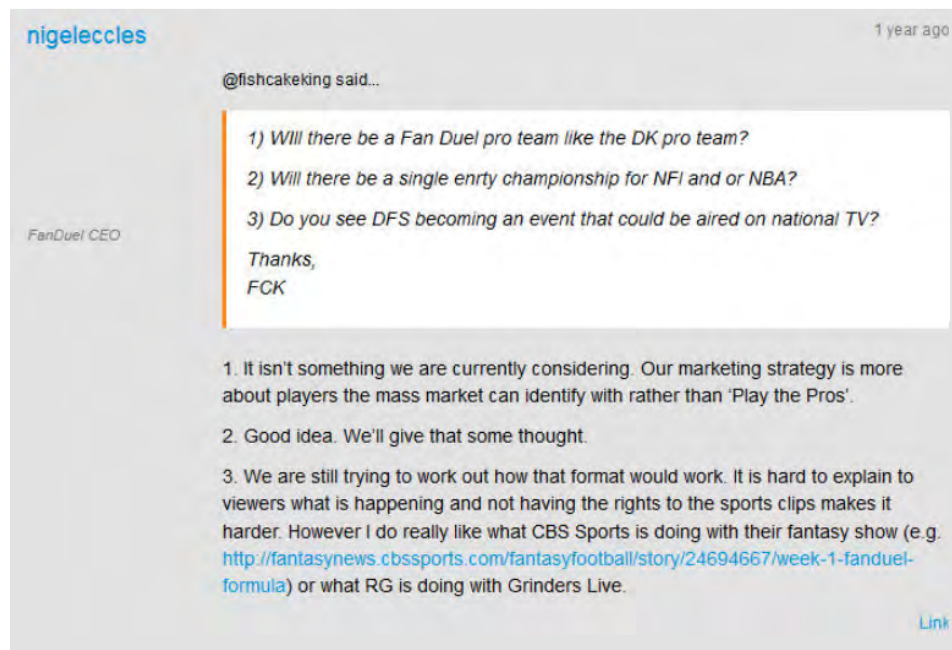 nigeleccles
1 year ago
@fishcakeking said...
1) WIll there be a Fan Duel pro team like the DK pro team?
2) Will there be a single enrty championship for NFl and or NBA?
3) Do you see DFS becoming an event that could be aired on national TV?
FanDuel CEO
Thanks,
FCK
1. It isn't something we are currently considering. Our marketing strategy is more
about players the mass market can identify with rather than ‘Play the Pros’.
2. Good idea. We'll give that some thought.
3. We are still trying to work out how that format would work. It is hard to explain to
viewers what is happening and not having the rights to the sports clips makes it
harder. However I do really like what CBS Sports is doing with their fantasy show (e.g.
http://fantasynews.cbssports.com/fantasyfootball/story/24694667/week-1-fanduel-
formula) or what RG is doing with Grinders Live.
Link